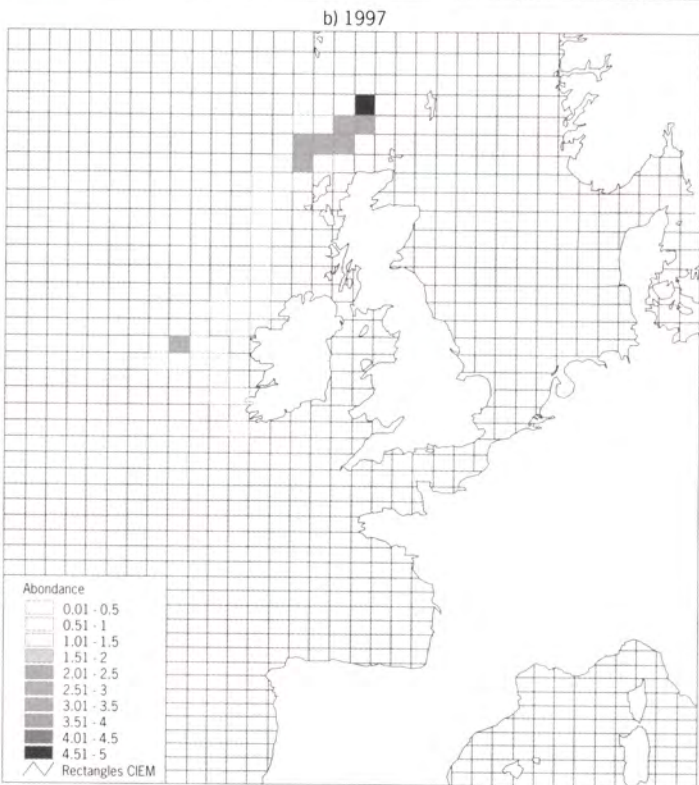 b) 1997
Abondance
0.01 - 0.5
0.51 - 1
1.01 - 1.5
1.51 - 2
2.01 - 2.5
2.51 - 3
3.01 - 3.5
3.51 - 4
4.01 - 4.5
4.51 - 5
Rectangles CIEM